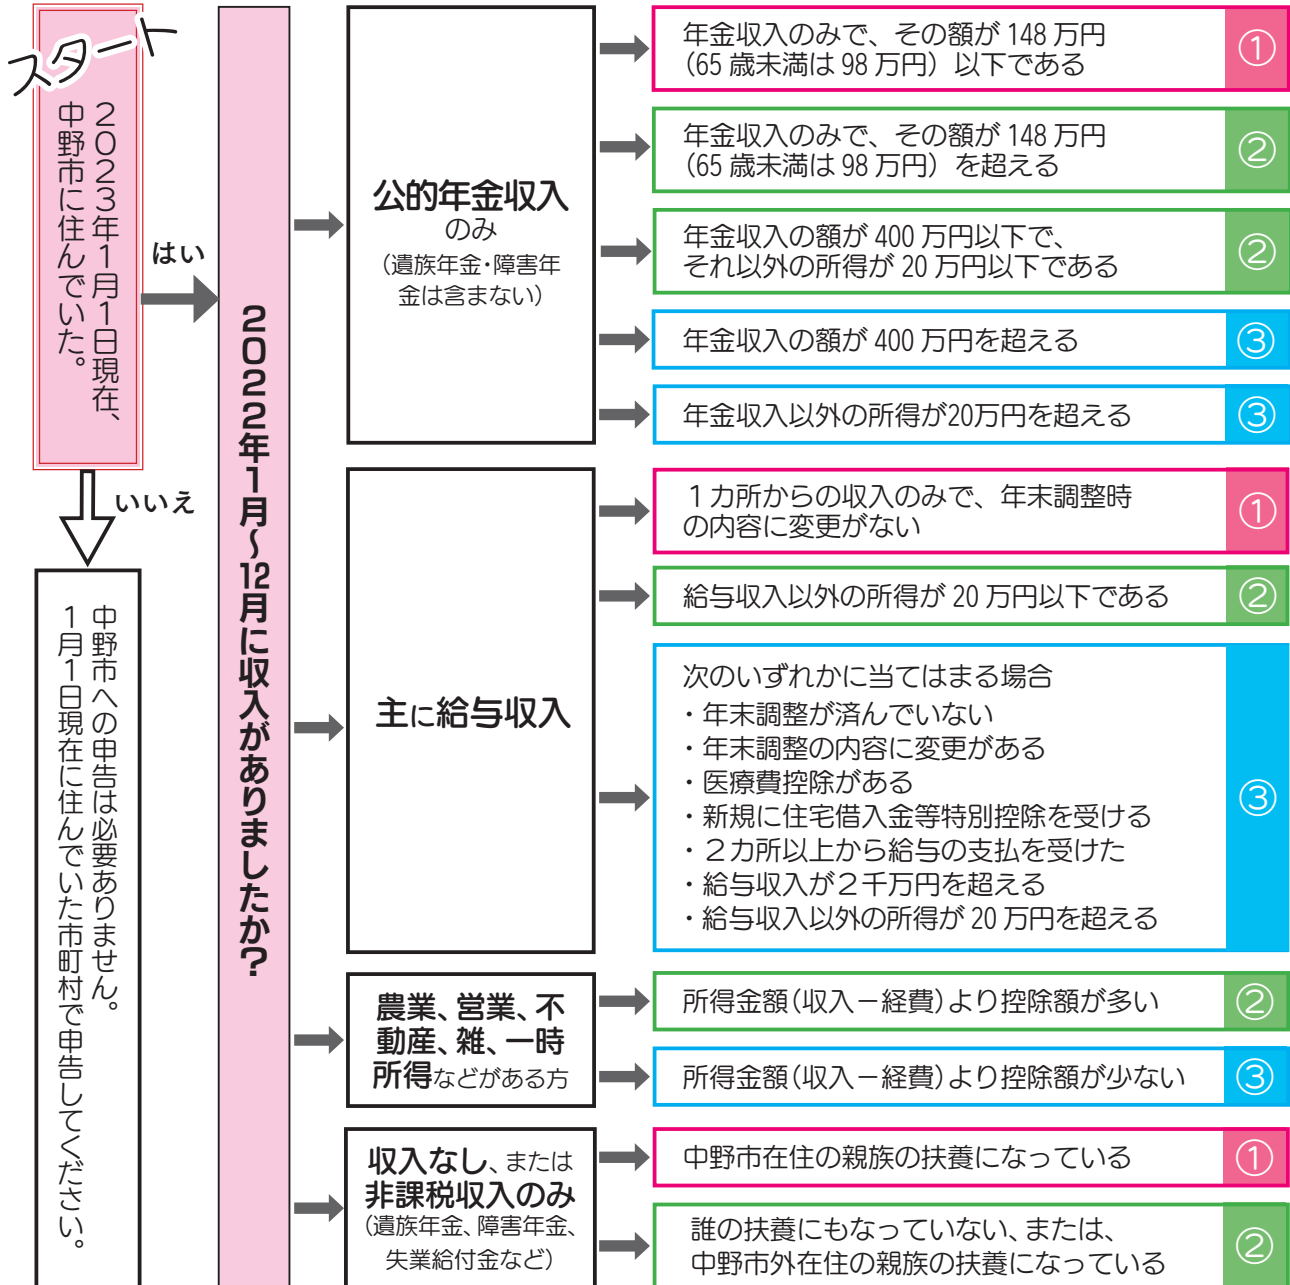 スタート
2023年1月1日現在、
中野市に住んでいた。
はい
いいえ
中野市への申告は必要ありません。
1月1日現在に住んでいた市町村で申告してください。
2022年1月〜12月に収入がありましたか?
公的年金収入
のみ
(遺族年金・障害年
金は含まない)
年金収入のみで、その額が 148 万円
(65 歳未満は 98 万円) 以下である
①
年金収入のみで、その額が 148 万円
(65 歳未満は 98 万円) を超える
②
年金収入の額が 400 万円以下で、
それ以外の所得が 20 万円以下である
②
年金収入の額が 400 万円を超える
③
年金収入以外の所得が20万円を超える
③
主に給与収入
1カ所からの収入のみで、年末調整時
の内容に変更がない
①
給与収入以外の所得が 20 万円以下である
②
次のいずれかに当てはまる場合
・年末調整が済んでいない
・年末調整の内容に変更がある
・医療費控除がある
・新規に住宅借入金等特別控除を受ける
・2カ所以上から給与の支払を受けた
・給与収入が2千万円を超える
・給与収入以外の所得が 20 万円を超える
③
農業、営業、不
動産、雑、一時
所得などがある方
所得金額(収入ー経費)より控除額が多い
②
所得金額(収入ー経費)より控除額が少ない
③
収入なし、または
非課税収入のみ
(遺族年金、障害年金、
失業給付金など)
中野市在住の親族の扶養になっている
①
誰の扶養にもなっていない、または、
中野市外在住の親族の扶養になっている
②